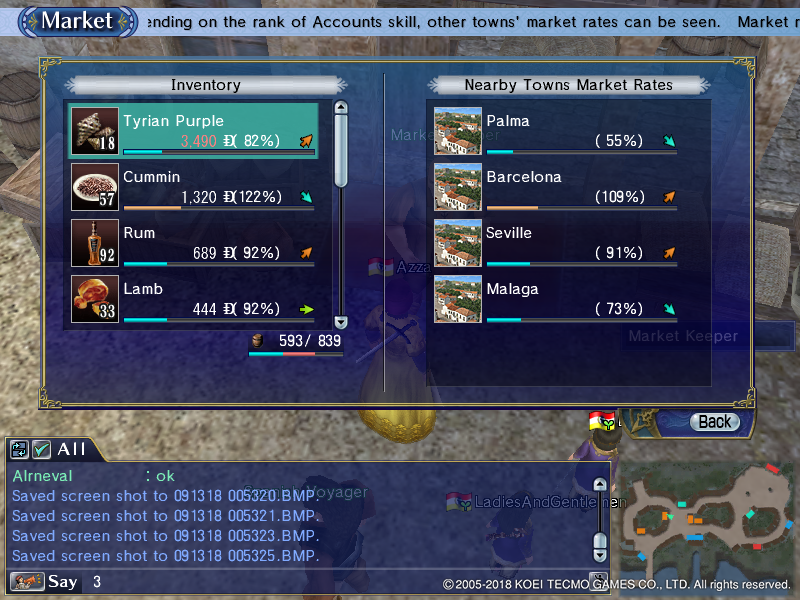 Market
ending on the rank of Accounts skill, other towns' market rates can be seen. Market r
Inventory
Tyrian Purple
18
3,490 D( 82%)
Cummin
57
1,320 D(122%)
Rum
92
689 D( 92%)
Lamb
33
444 D( 92%)
593/ 839
Nearby Towns Market Rates
Palma
( 55%)
Barcelona
(109%)
Seville
( 91%)
Malaga
( 73%)
Azza
Market Keeper
Back
All
Alrneval : ok
Saved screen shot to 091318 005320.BMP.
Saved screen shot to 091318 005321.BMP.
Saved screen shot to 091318 005323.BMP.
Saved screen shot to 091318 005325.BMP.
Voyager
LadiesAndGentlemen
Say 3
©2005-2018 KOEI TECMO GAMES CO., LTD. All rights reserved.